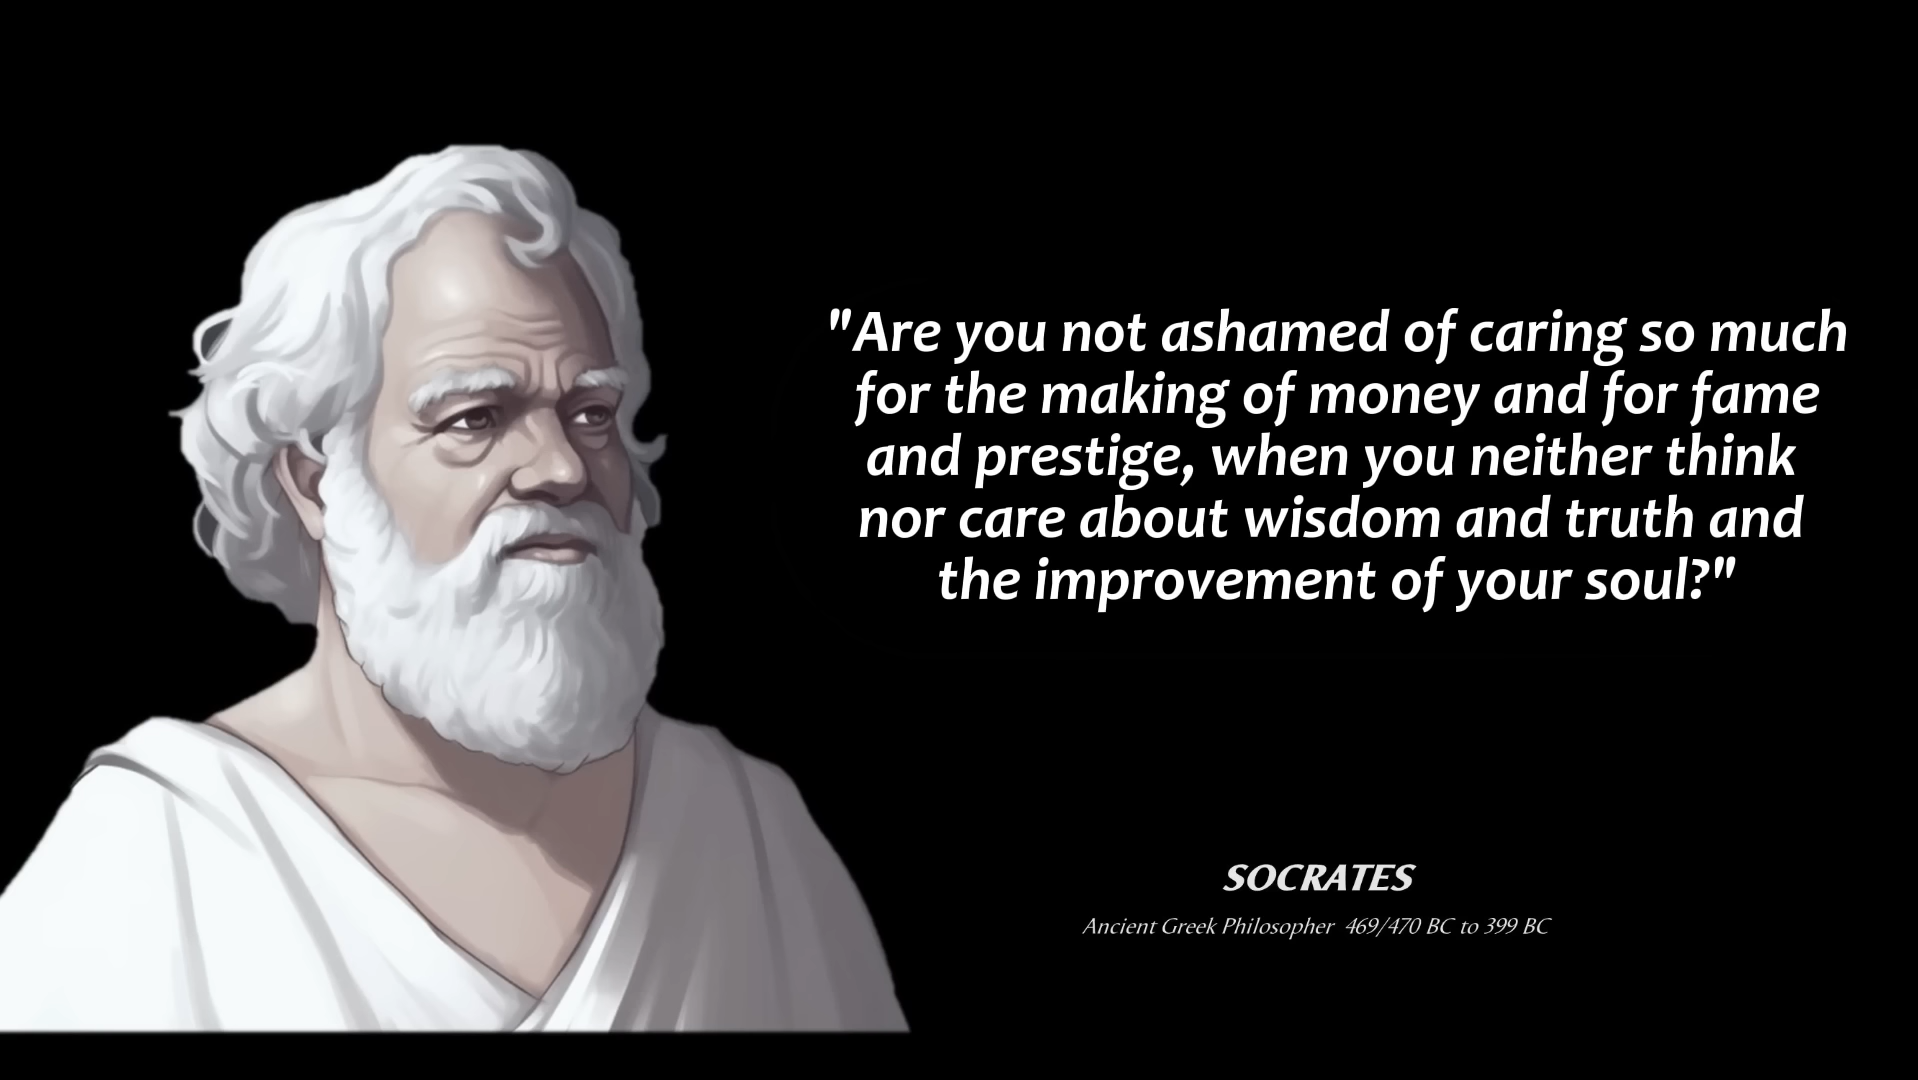 "Are you not ashamed of caring so much
for the making of money and for fame
and prestige, when you neither think
nor care about wisdom and truth and
the improvement of your soul?"
SOCRATES
Ancient Greek Philosopher 469/470 BC to 399 BC